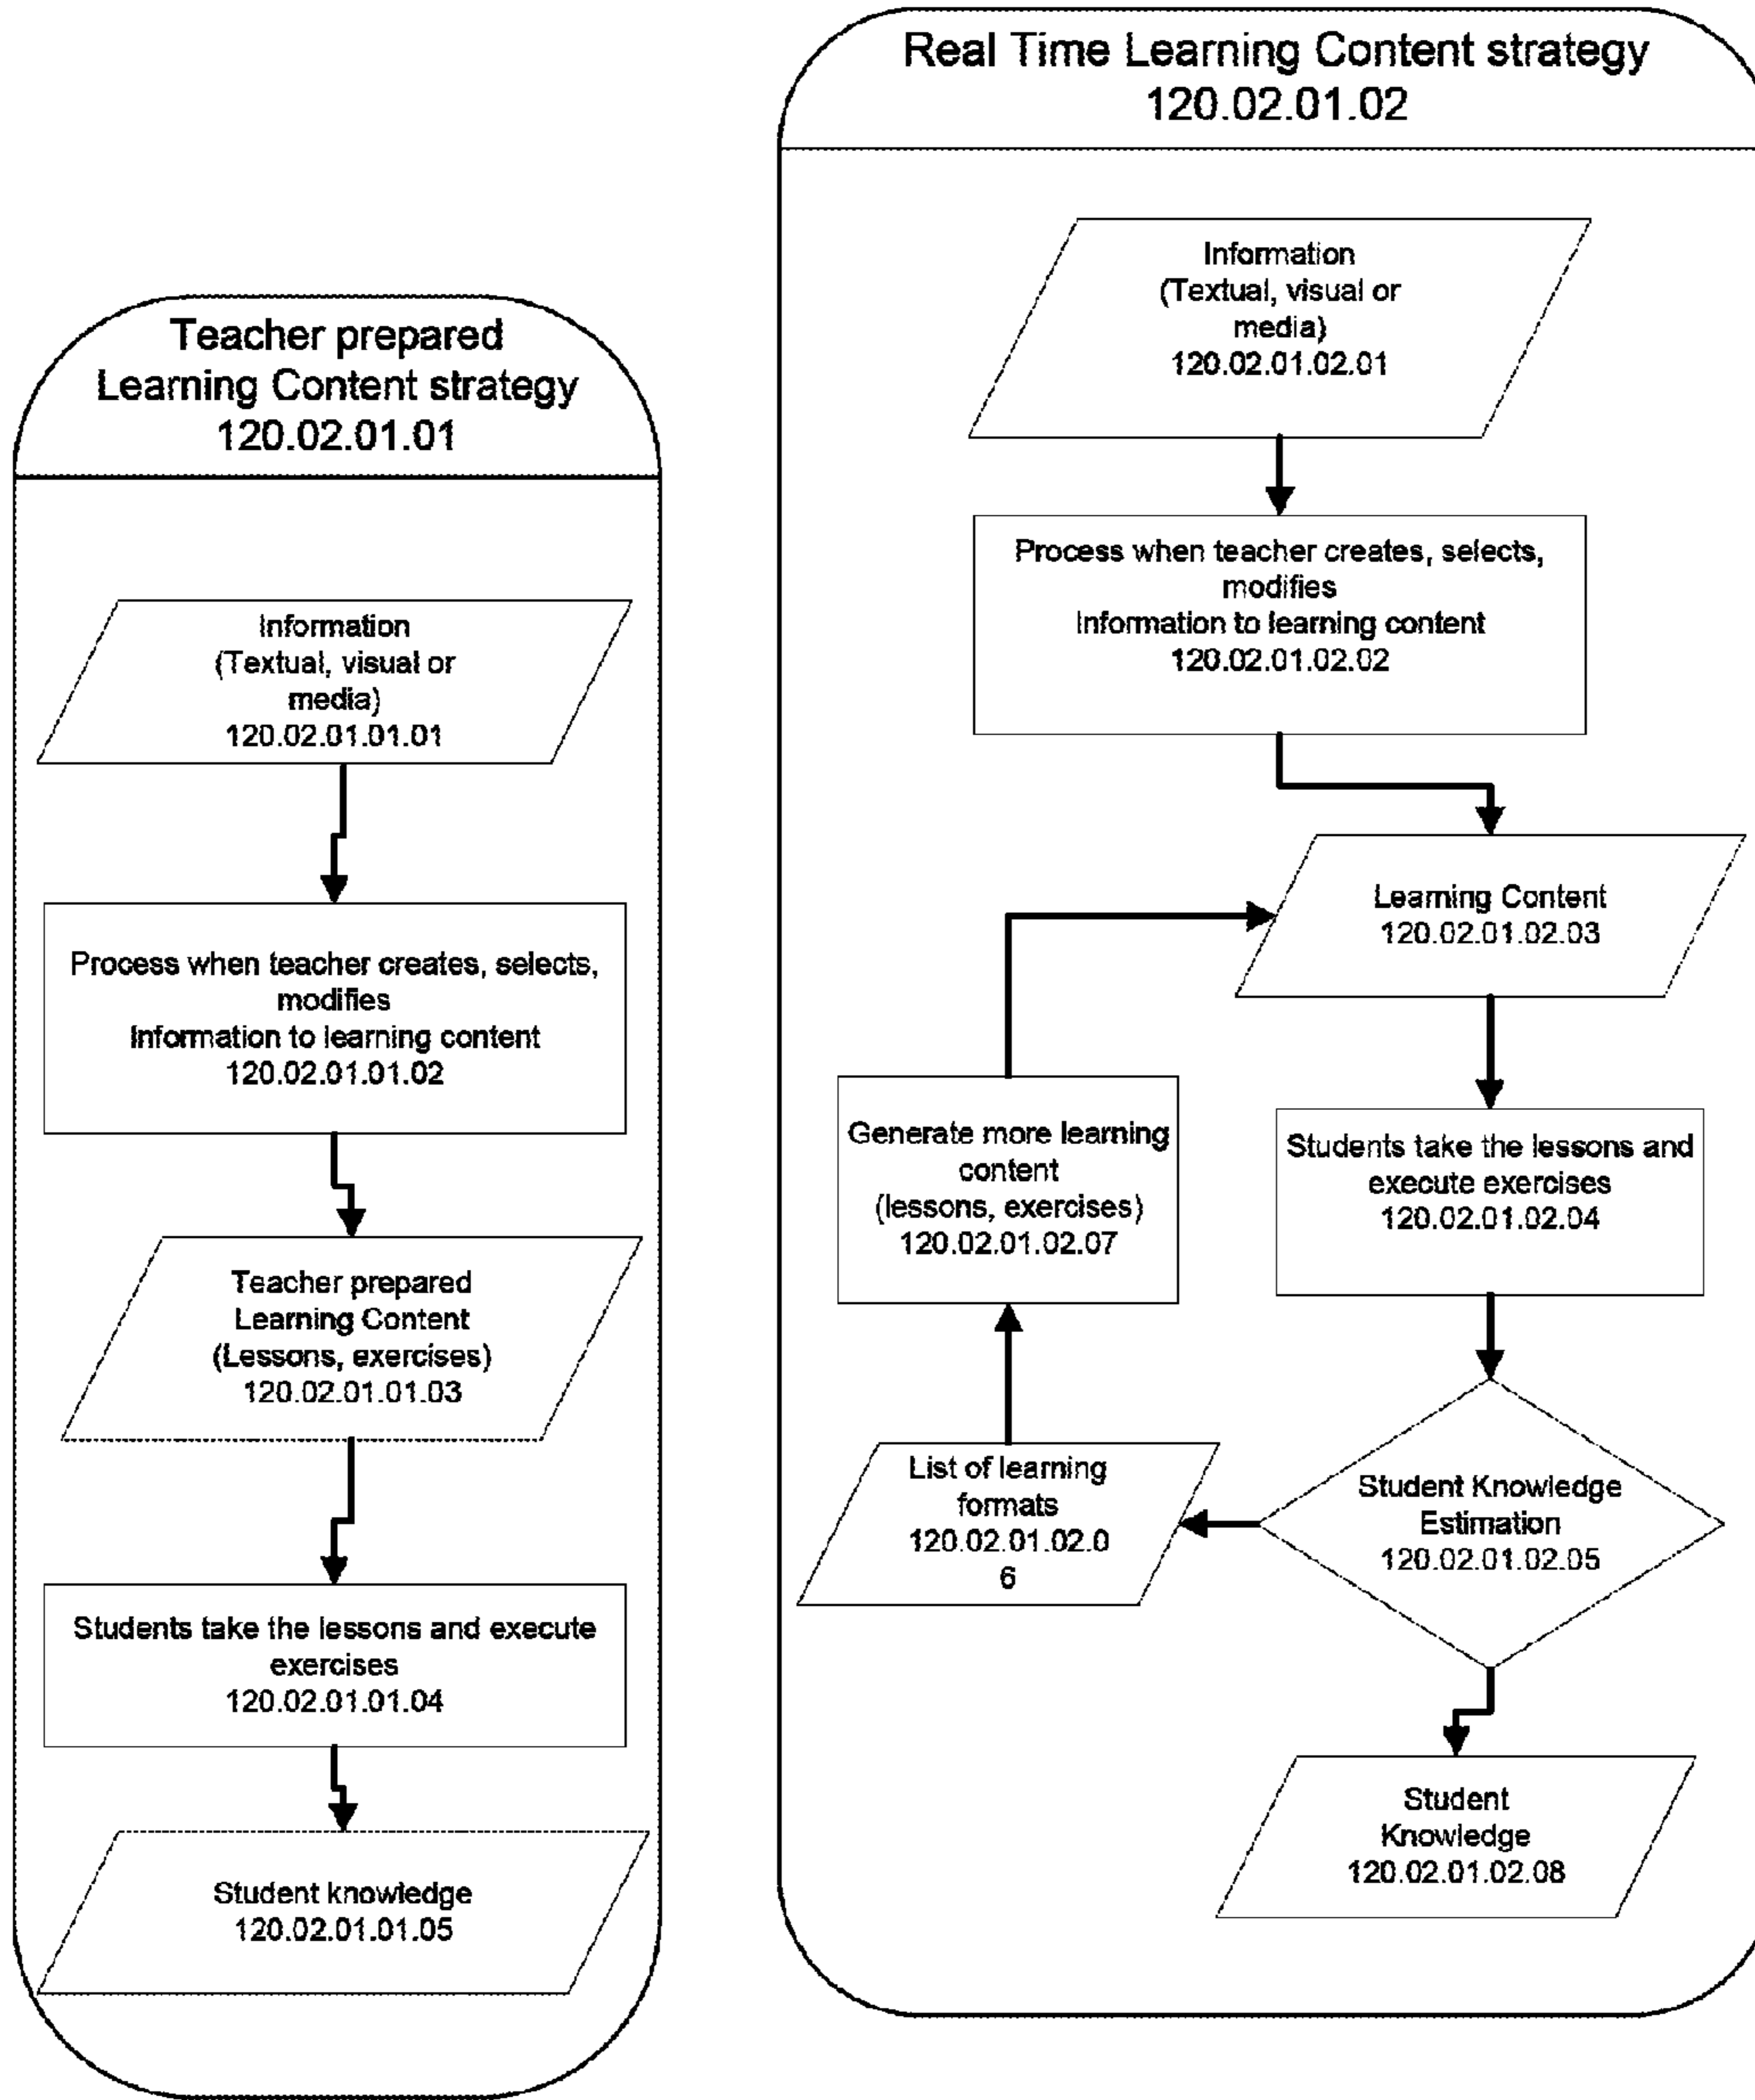 Teacher prepared
Learning Content strategy
120.02.01.01
Information
(Textual, visual or
media)
120.02.01.01.01
Process when teacher creates, selects,
modifies
Information to learning content
120.02.01.01.02
Teacher prepared
Learning Content
(Lessons, exercises)
120.02.01.01.03
Students take the lessons and execute
exercises
120.02.01.01.04
Student knowledge
120.02.01.01.05
Real Time Learning Content strategy
120.02.01.02
Information
(Textual, visual or
media)
120.02.01.02.01
Process when teacher creates, selects,
modifies
Information to learning content
120.02.01.02.02
Learning Content
120.02.01.02.03
Students take the lessons and
execute exercises
120.02.01.02.04
Student Knowledge
Estimation
120.02.01.02.05
List of learning
formats
120.02.01.02.0
6
Generate more learning
content
(lessons, exercises)
120.02.01.02.07
Student
Knowledge
120.02.01.02.08